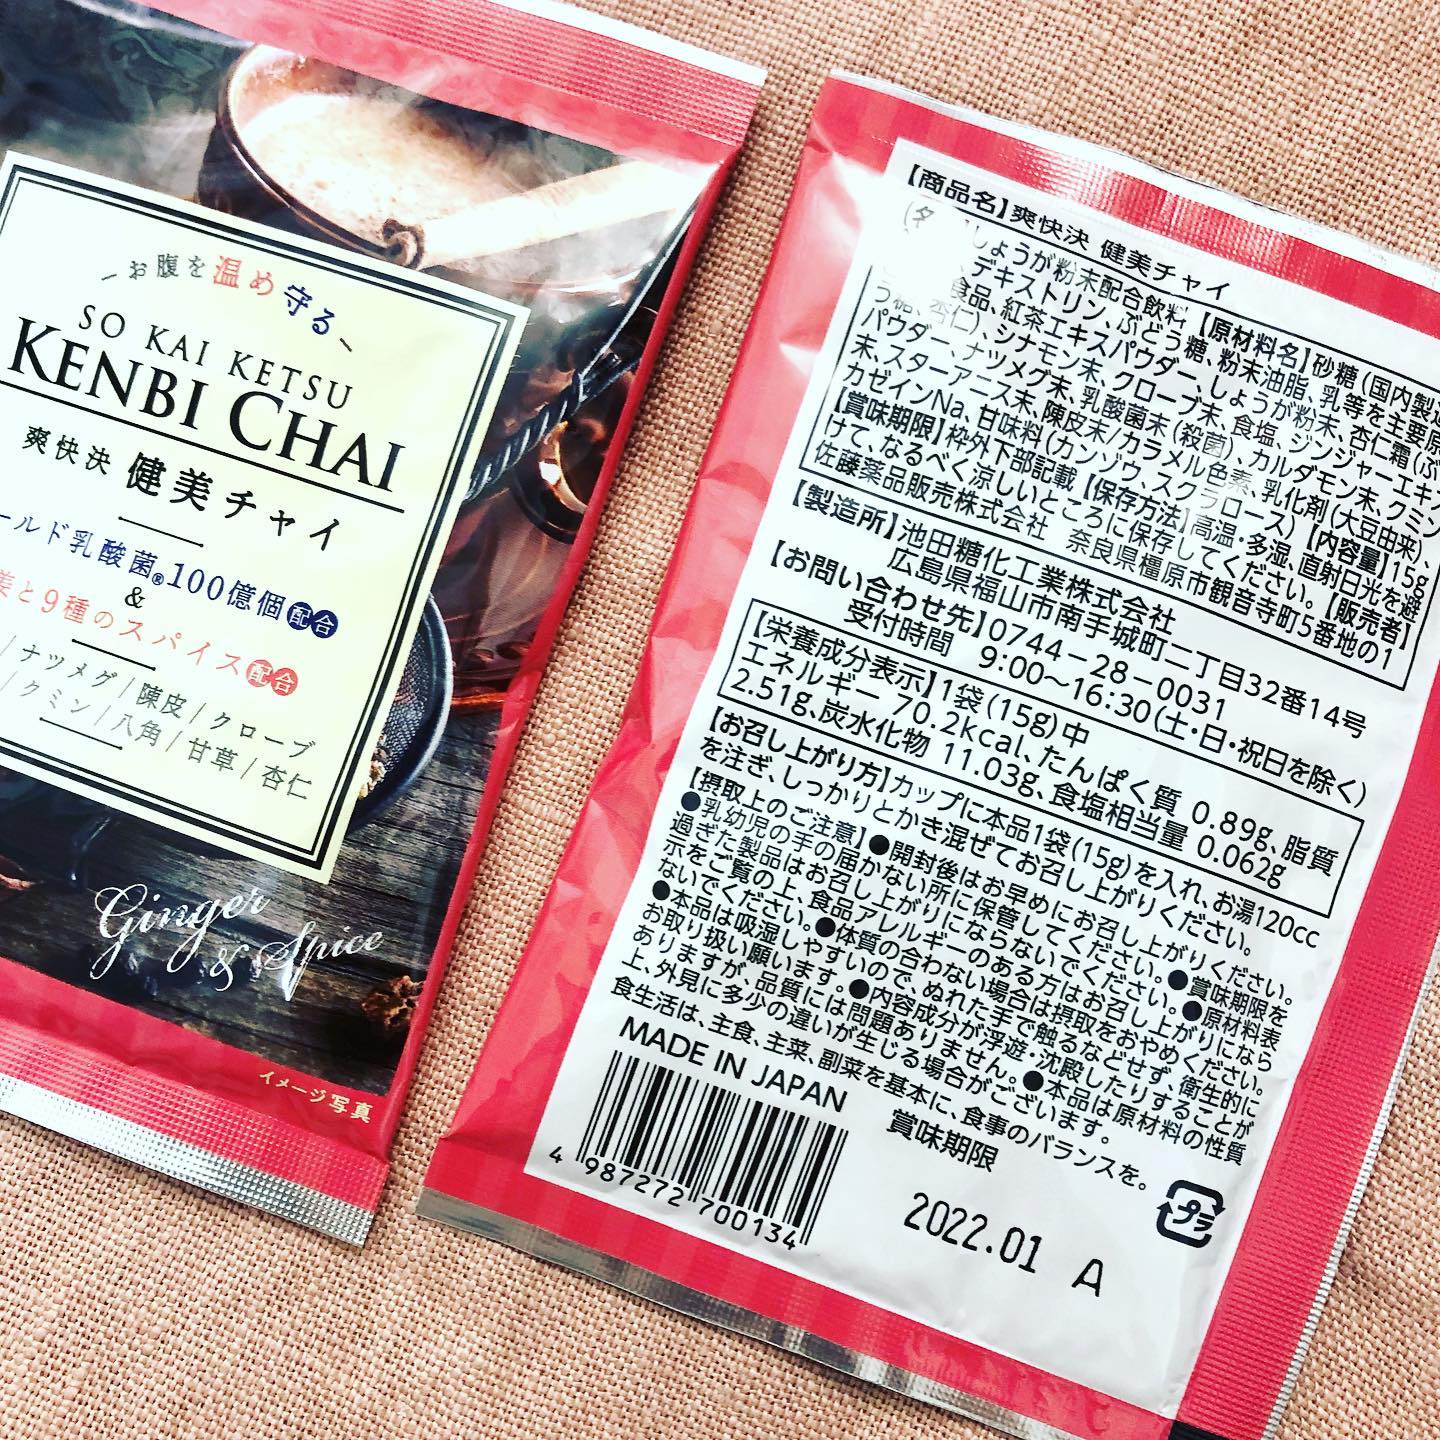 お腹を温め守る
SO KAI KETSU
KENBI CHAI
爽快決 健美チャイ
ールド乳酸菌®100億個配合
&
と9種のスパイス配合
/ナツメグ/陳皮/クローブ
/クミン/八角/甘草/杏仁
Ginger
& Spice
イメージ写真
【商品名】爽快決 健美チャイ
しょうが粉末配合飲料【原材料名】砂糖(国内製造
デキストリン、ぶどう糖、粉末油脂、乳等を主要原
食品、紅茶エキスパウダー、しょうが粉末、杏仁霜(ぶ
う糖、杏仁)、シナモン末、クローブ末、食塩、ジンジャーエキス
パウダー、ナツメグ末、乳酸菌末(殺菌)、カルダモン末、クミン
末、スターアニス末、陳皮末/カラメル色素、乳化剤(大豆由来)、
カゼインNa、甘味料(カンゾウ、スクラロース)【内容量】15g
【賞味期限】枠外下部記載【保存方法】高温・多湿、直射日光を避
けて、なるべく涼しいところに保存してください。【販売者】
佐藤薬品販売株式会社 奈良県橿原市観音寺町5番地の1
【製造所】池田糖化工業株式会社
広島県福山市南手城町二丁目32番14号
【お問い合わせ先】0744-28-0031
受付時間 9:00〜16:30(土・日・祝日を除く)
【栄養成分表示】1袋(15g)中
エネルギー 70.2kcal、たんぱく質 0.89g、脂質
2.51g、炭水化物 11.03g、食塩相当量 0.062g
【お召し上がり方】カップに本品1袋(15g)を入れ、お湯120cc
を注ぎ、しっかりとかき混ぜてお召し上がりください。
【摂取上のご注意】●開封後はお早めにお召し上がりください。
●乳幼児の手の届かない所に保管してください。●賞味期限を
過ぎた製品はお召し上がりにならないでください。●原材料表
示をご覧の上、食品アレルギーのある方はお召し上がりになら
ないでください。●体質の合わない場合は摂取をおやめください。
●本品は吸湿しやすいので、ぬれた手で触るなどせず、衛生的に
お取り扱い願います。●内容成分が浮遊・沈殿したりすることが
ありますが、品質には問題ありません。●本品は原材料の性質
上、外見に多少の違いが生じる場合がございます。
食生活は、主食、主菜、副菜を基本に、食事のバランスを。
MADE IN JAPAN
4 987272 700134
賞味期限
2022.01 A
プラ